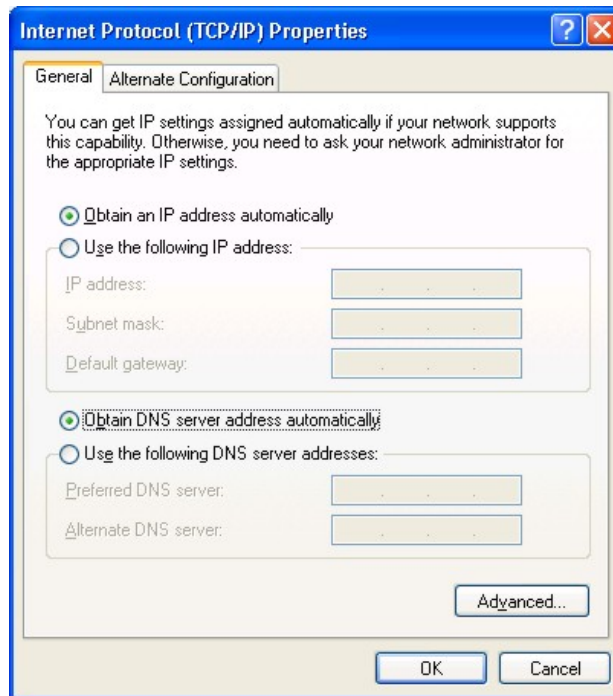 Internet Protocol (TCP/IP) Properties
General
Alternate Configuration
You can get IP settings assigned automatically if your network supports
this capability. Otherwise, you need to ask your network administrator for
the appropriate IP settings.
Obtain an IP address automatically
Use the following IP address:
IP address:
Subnet mask:
Default gateway:
Obtain DNS server address automatically
Use the following DNS server addresses:
Preferred DNS server:
Alternate DNS server:
Advanced...
OK
Cancel